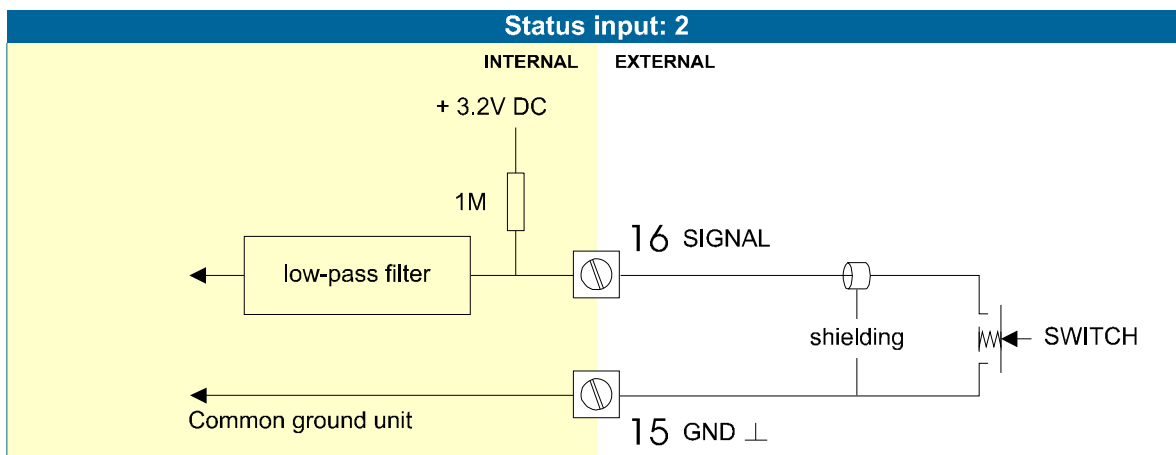 Status input: 2
INTERNAL EXTERNAL
+ 3.2V DC
1M
16 SIGNAL
low-pass filter
shielding
SWITCH
Common ground unit
15 GND ⊥